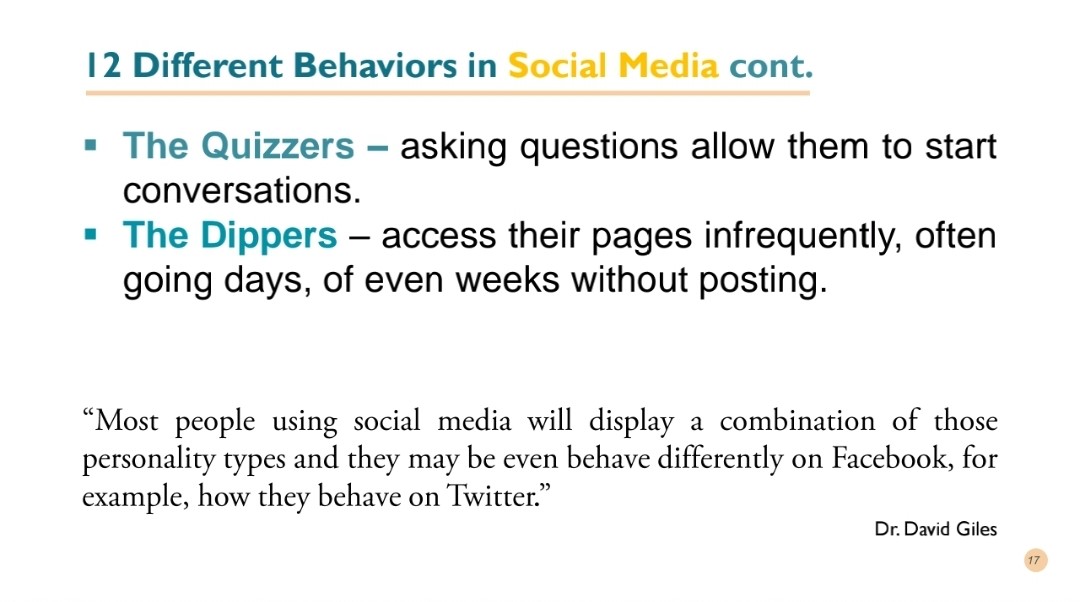 12 Different Behaviors in Social Media cont.
▪ The Quizzers – asking questions allow them to start
conversations.
▪ The Dippers – access their pages infrequently, often
going days, of even weeks without posting.
“Most people using social media will display a combination of those
personality types and they may be even behave differently on Facebook, for
example, how they behave on Twitter.”
Dr. David Giles
17